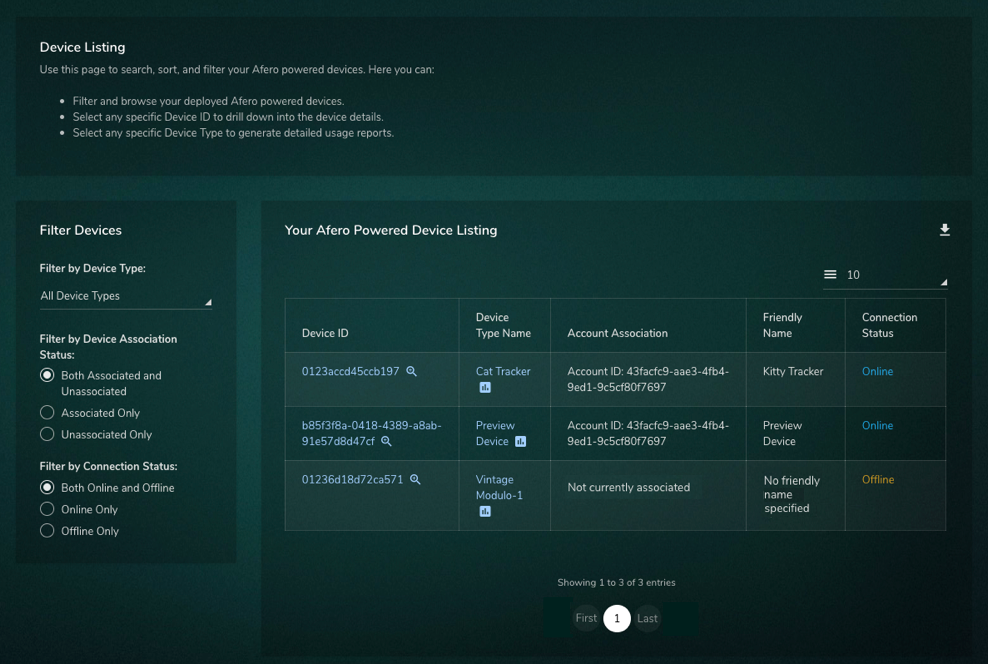 Device Listing
Use this page to search, sort, and filter your Afero powered devices. Here you can:
Filter and browse your deployed Afero powered devices.
Select any specific Device ID to drill down into the device details.
Select any specific Device Type to generate detailed usage reports.
Filter Devices
Filter by Device Type:
All Device Types
Filter by Device Association
Status:
Both Associated and
Unassociated
Associated Only
Unassociated Only
Filter by Connection Status:
Both Online and Offline
Online Only
Offline Only
Your Afero Powered Device Listing
10
Device ID
Device
Type Name
Account Association
Friendly
Name
Connection
Status
0123accd45ccb197
Cat Tracker
Account ID: 43facfc9-aae3-4fb4-
9ed1-9c5cf80f7697
Kitty Tracker
Online
b85f3f8a-0418-4389-a8ab-
91e57d8d47cf
Preview
Device
Account ID: 43facfc9-aae3-4fb4-
9ed1-9c5cf80f7697
Preview
Device
Online
01236d18d72ca571
Vintage
Modulo-1
Not currently associated
No friendly
name
specified
Offline
Showing 1 to 3 of 3 entries
First 1 Last